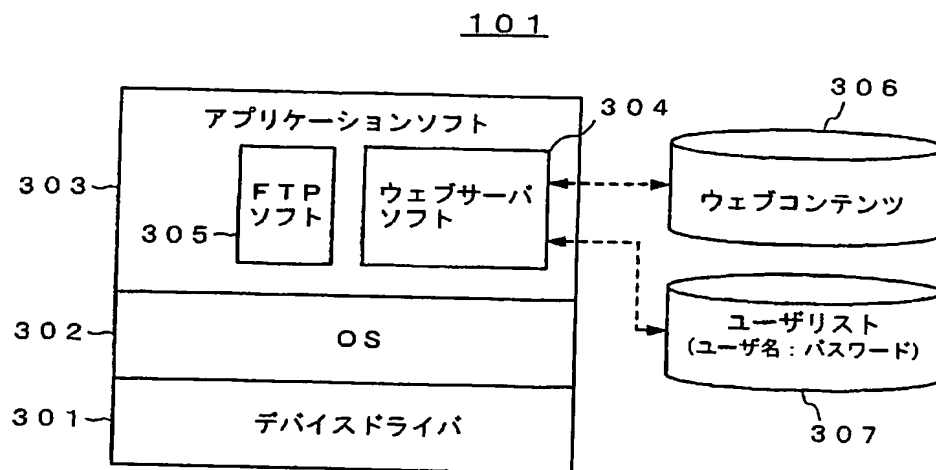 １０１
アプリケーションソフト
３０４
３０６
３０３
ＦＴＰ
ソフト
３０５
ウェブサーバ
ソフト
ウェブコンテンツ
３０２
ＯＳ
ユーザリスト
(ユーザ名：パスワード)
３０１
デバイスドライバ
３０７